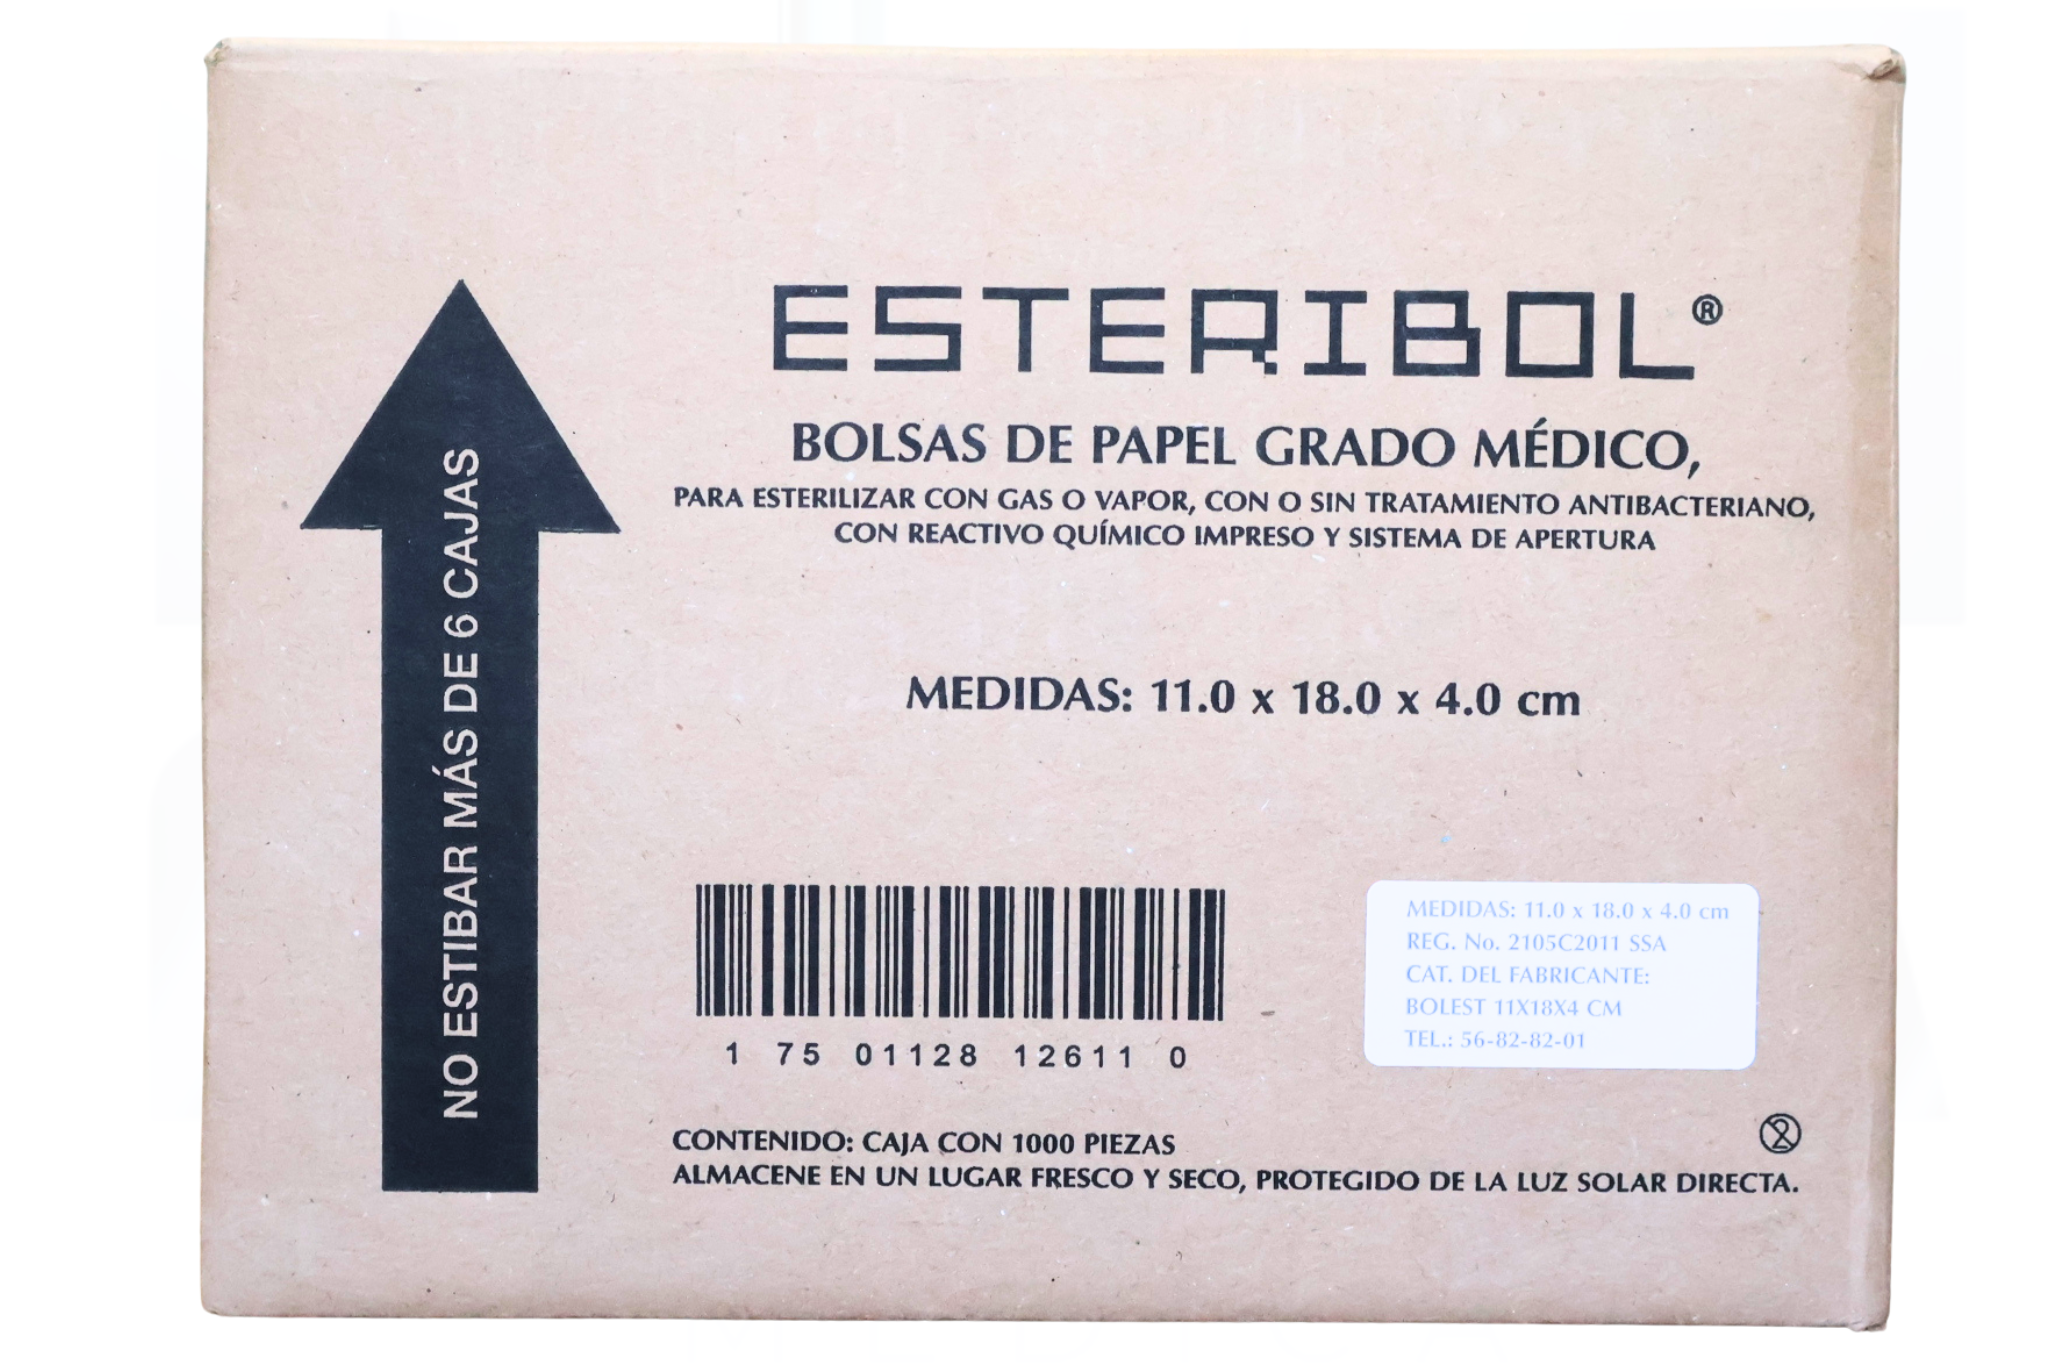 ESTERIBOL®
BOLSAS DE PAPEL GRADO MÉDICO,
PARA ESTERILIZAR CON GAS O VAPOR, CON O SIN TRATAMIENTO ANTIBACTERIANO,
CON REACTIVO QUÍMICO IMPRESO Y SISTEMA DE APERTURA
NO ESTIBAR MÁS DE 6 CAJAS
MEDIDAS: 11.0 x 18.0 x 4.0 cm
1 75 01128 12611 0
MEDIDAS: 11.0 x 18.0 x 4.0 cm
REG. No. 2105C2011 SSA
CAT. DEL FABRICANTE:
BOLEST 11X18X4 CM
TEL.: 56-82-82-01
2
CONTENIDO: CAJA CON 1000 PIEZAS
ALMACENE EN UN LUGAR FRESCO Y SECO, PROTEGIDO DE LA LUZ SOLAR DIRECTA.